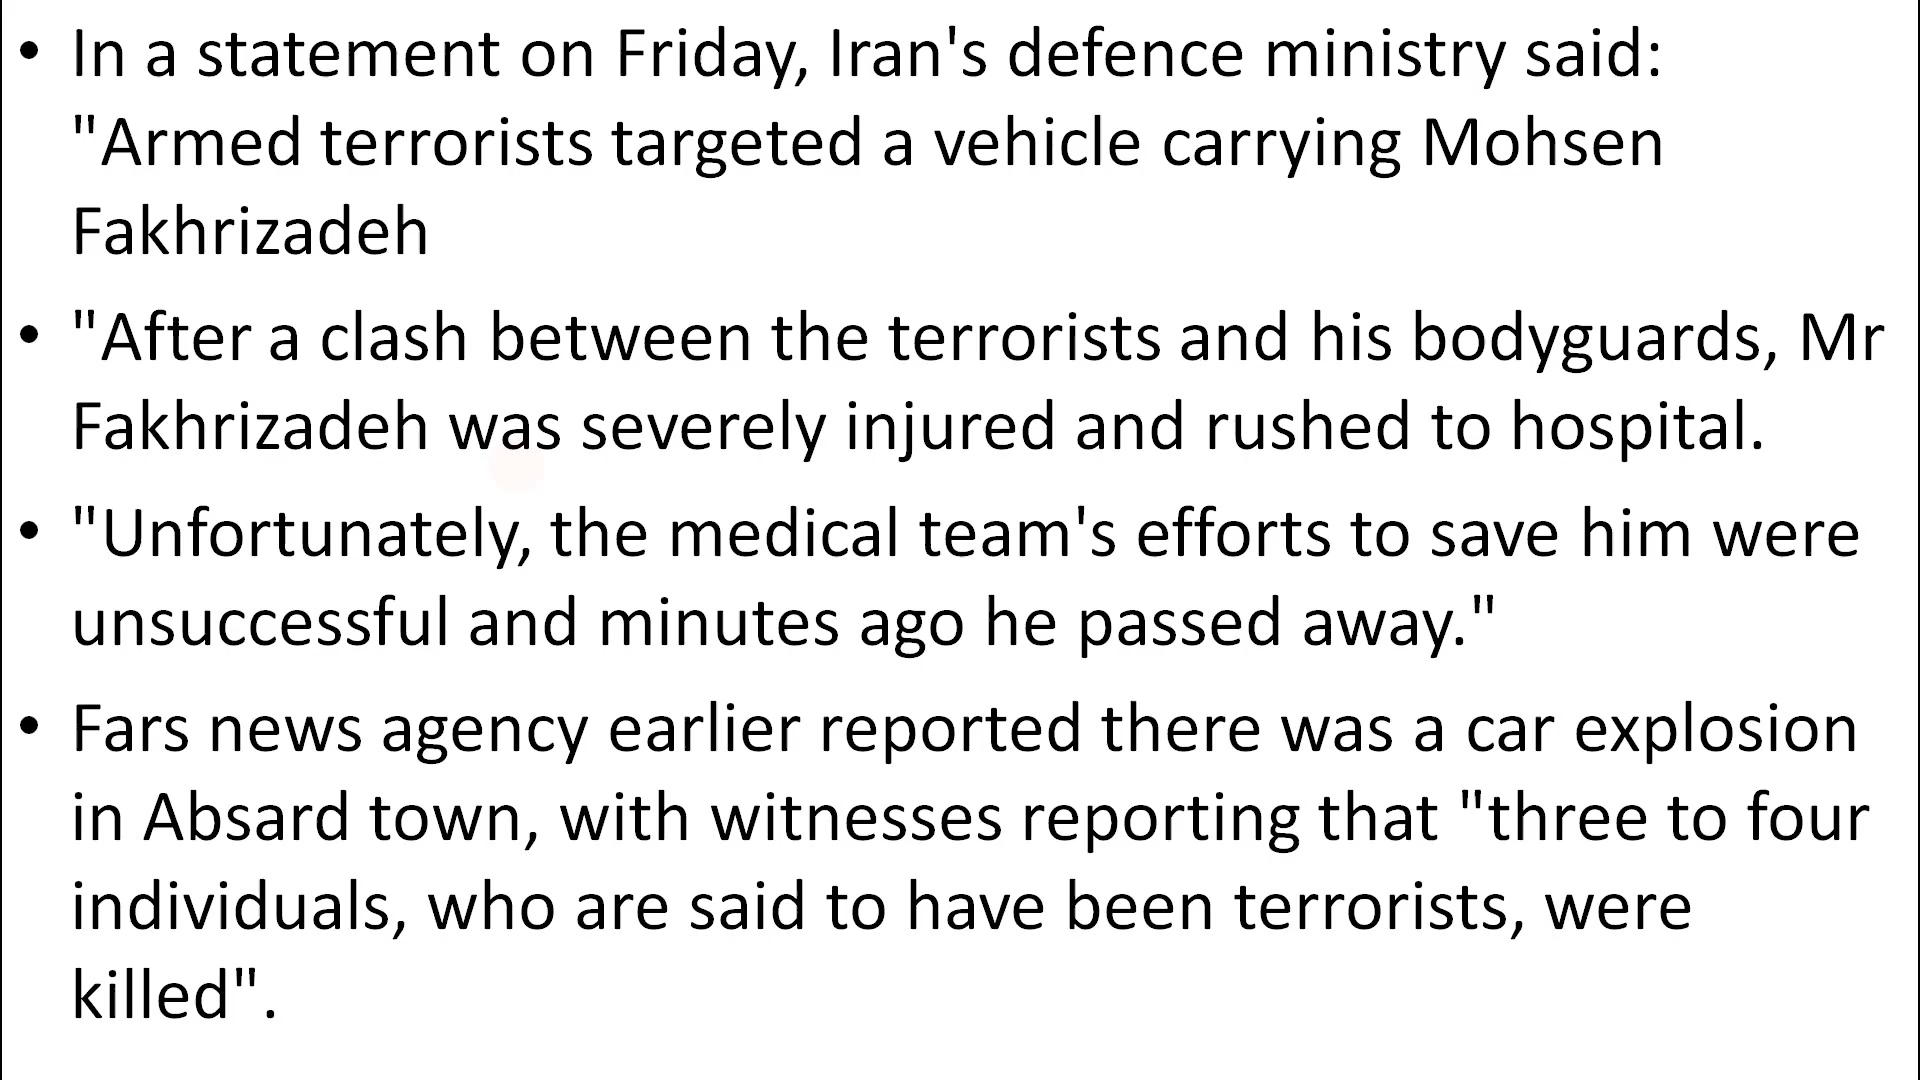 • In a statement on Friday, Iran's defence ministry said:
"Armed terrorists targeted a vehicle carrying Mohsen
Fakhrizadeh
• "After a clash between the terrorists and his bodyguards, Mr
Fakhrizadeh was severely injured and rushed to hospital.
• "Unfortunately, the medical team's efforts to save him were
unsuccessful and minutes ago he passed away."
• Fars news agency earlier reported there was a car explosion
in Absard town, with witnesses reporting that "three to four
individuals, who are said to have been terrorists, were
killed".